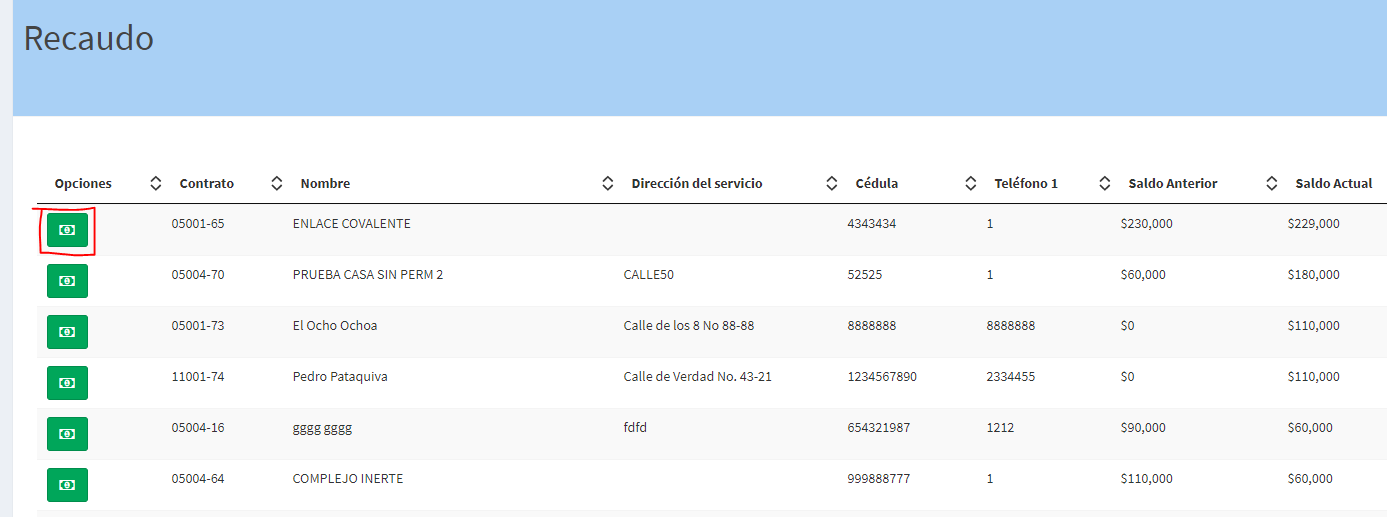 Recaudo
Opciones Contrato Nombre Dirección del servicio Cédula Teléfono 1 Saldo Anterior Saldo Actual
05001-65 ENLACE COVALENTE 4343434 1 $230,000 $229,000
05004-70 PRUEBA CASA SIN PERM 2 CALLE50 52525 1 $60,000 $180,000
05001-73 El Ocho Ochoa Calle de los 8 No 88-88 8888888 8888888 $0 $110,000
11001-74 Pedro Pataquiva Calle de Verdad No. 43-21 1234567890 2334455 $0 $110,000
05004-16 gggg gggg fdfd 654321987 1212 $90,000 $60,000
05004-64 COMPLEJO INERTE 999888777 1 $110,000 $60,000